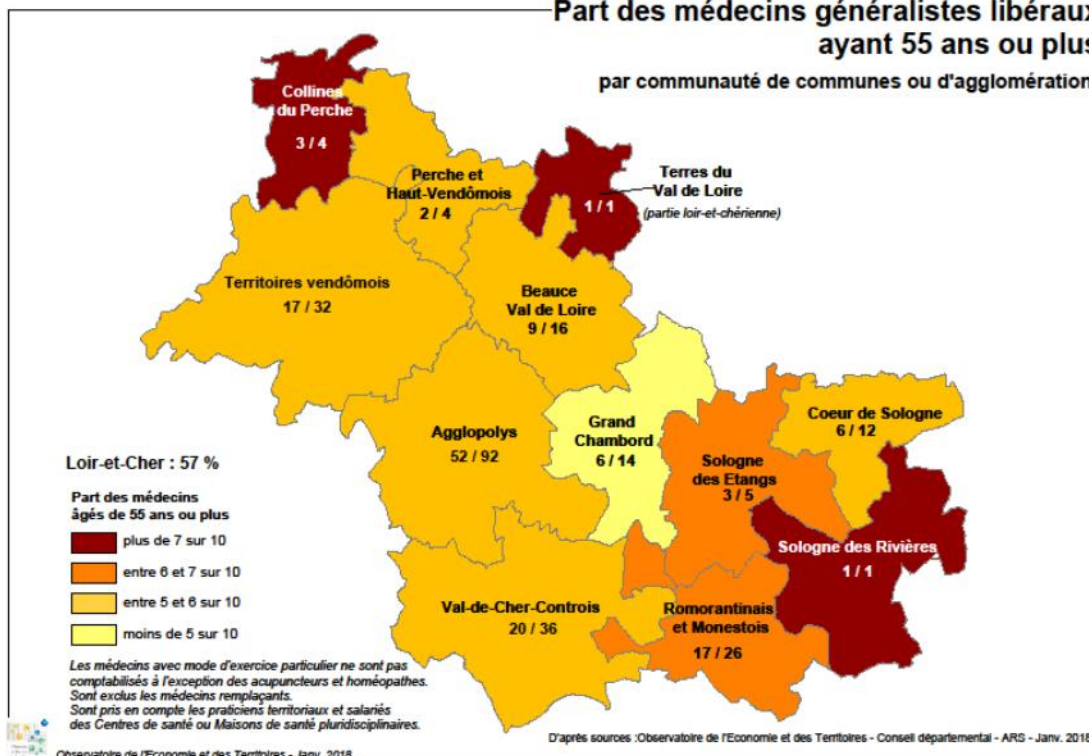 Part des médecins généralistes libéraux
ayant 55 ans ou plus
par communauté de communes ou d'agglomération
Collines
du Perche
3 / 4
Perche et
Haut-Vendômois
2 / 4
Terres du
Val de Loire
(partie loir-et-chérienne)
1 / 1
Territoires vendômois
17 / 32
Beauce
Val de Loire
9 / 16
Agglopolys
52 / 92
Grand
Chambord
6 / 14
Coeur de Sologne
6 / 12
Sologne
des Etangs
3 / 5
Sologne des Rivières
1 / 1
Val-de-Cher-Controis
20 / 36
Romorantinais
et Monestois
17 / 26
Loir-et-Cher : 57 %
Part des médecins
âgés de 55 ans ou plus
plus de 7 sur 10
entre 6 et 7 sur 10
entre 5 et 6 sur 10
moins de 5 sur 10
Les médecins avec mode d'exercice particulier ne sont pas
comptabilisés à l'exception des acupuncteurs et homéopathes.
Sont exclus les médecins remplaçants.
Sont pris en compte les praticiens territoriaux et salariés
des Centres de santé ou Maisons de santé pluridisciplinaires.
Observatoire de l'Economie et des Territoires - Janv. 2018
D'après sources :Observatoire de l'Economie et des Territoires - Conseil départemental - ARS - Janv. 2018